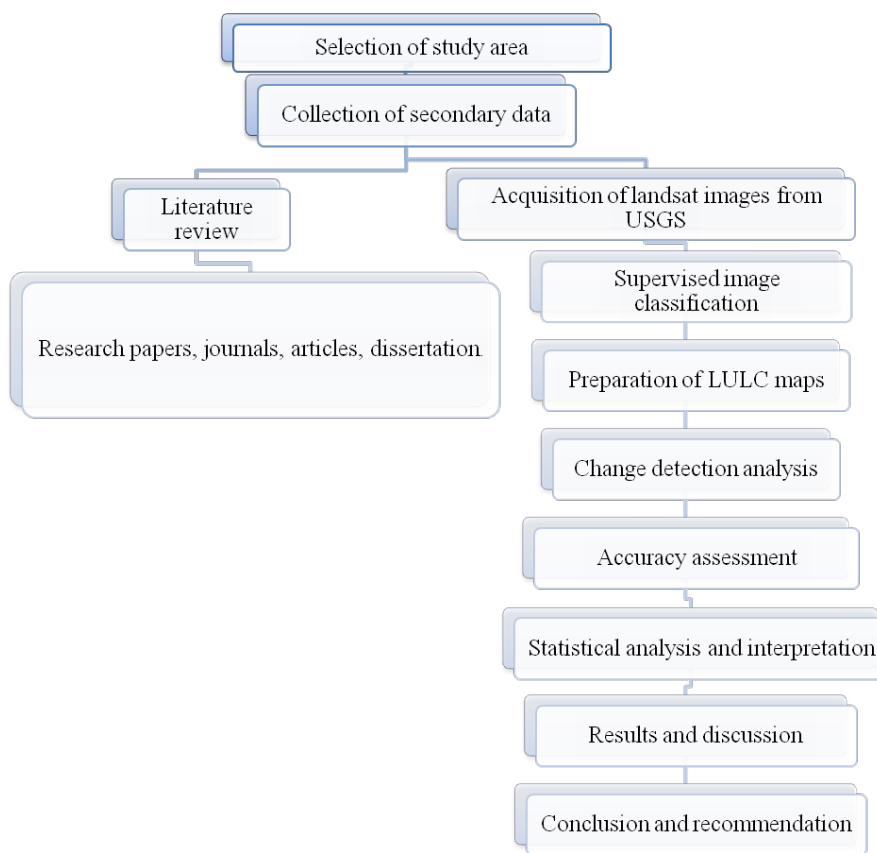 Selection of study area
Collection of secondary data
Literature
review
Research papers, journals, articles, dissertation
Acquisition of landsat images from
USGS
Supervised image
classification
Preparation of LULC maps
Change detection analysis
Accuracy assessment
Statistical analysis and interpretation
Results and discussion
Conclusion and recommendation